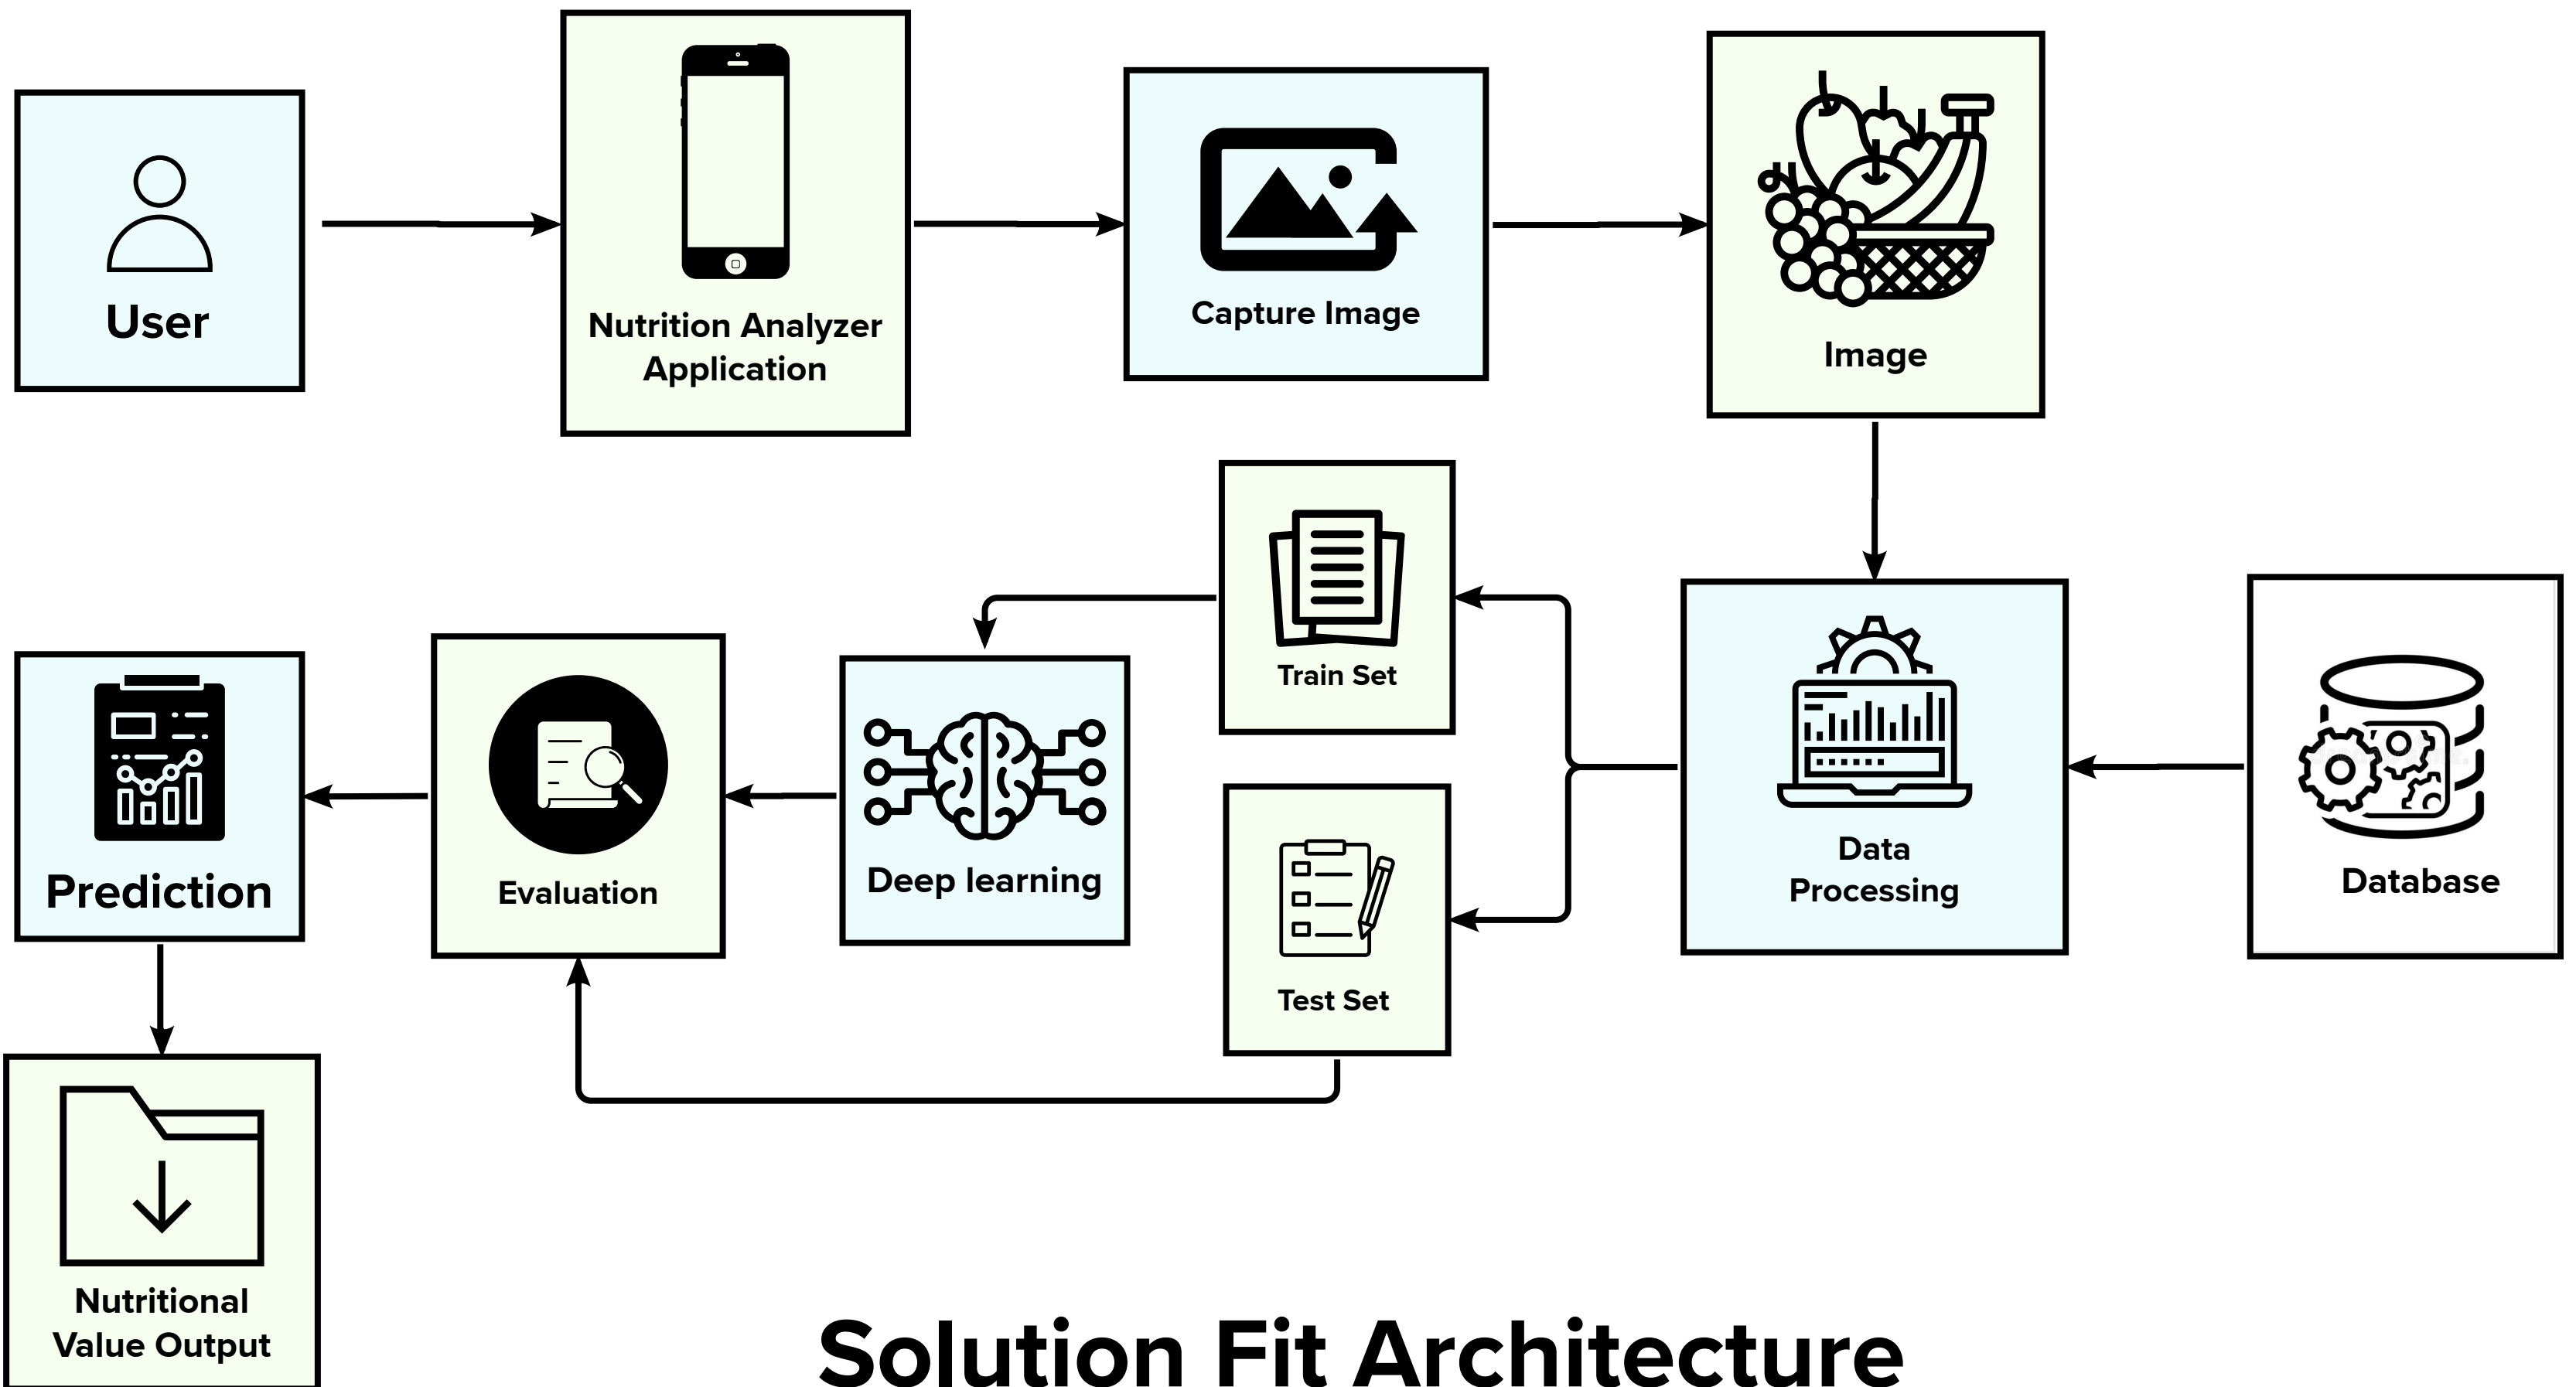 User
Nutrition Analyzer
Application
Capture Image
Image
Train Set
Data
Processing
Database
Deep learning
Evaluation
Prediction
Test Set
Nutritional
Value Output
Solution Fit Architecture